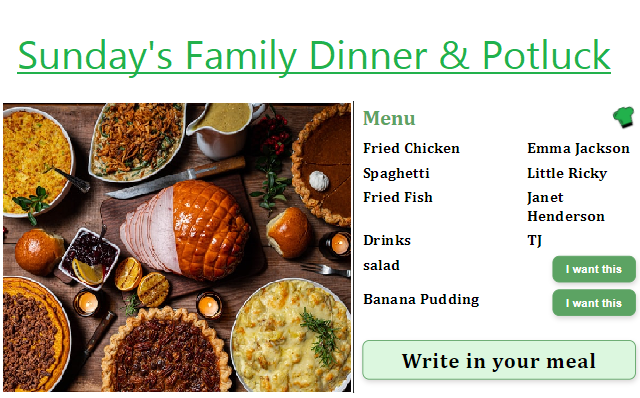 Sunday's Family Dinner & Potluck
Menu
Fried Chicken Emma Jackson
Spaghetti Little Ricky
Fried Fish Janet
Henderson
Drinks TJ
salad I want this
Banana Pudding I want this
Write in your meal